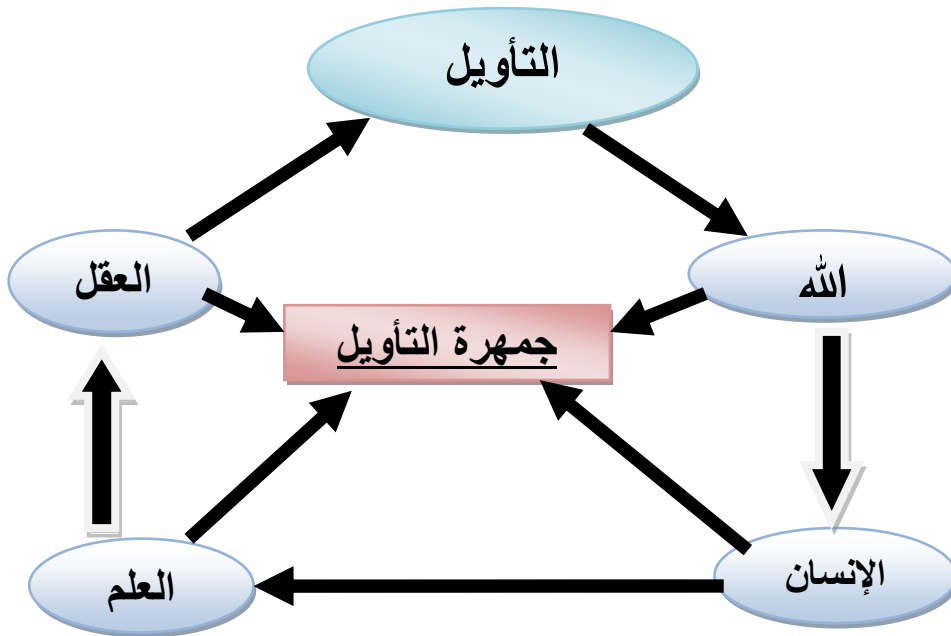 التأويل
الله
العقل
جمهرة التأويل
الإنسان
العلم